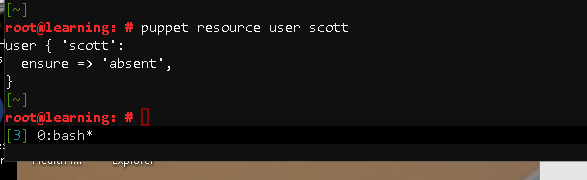 [~]
root@learning: # puppet resource user scott
user { 'scott':
  ensure => 'absent',
}
[~]
root@learning: #
[3] 0:bash*
Explorer